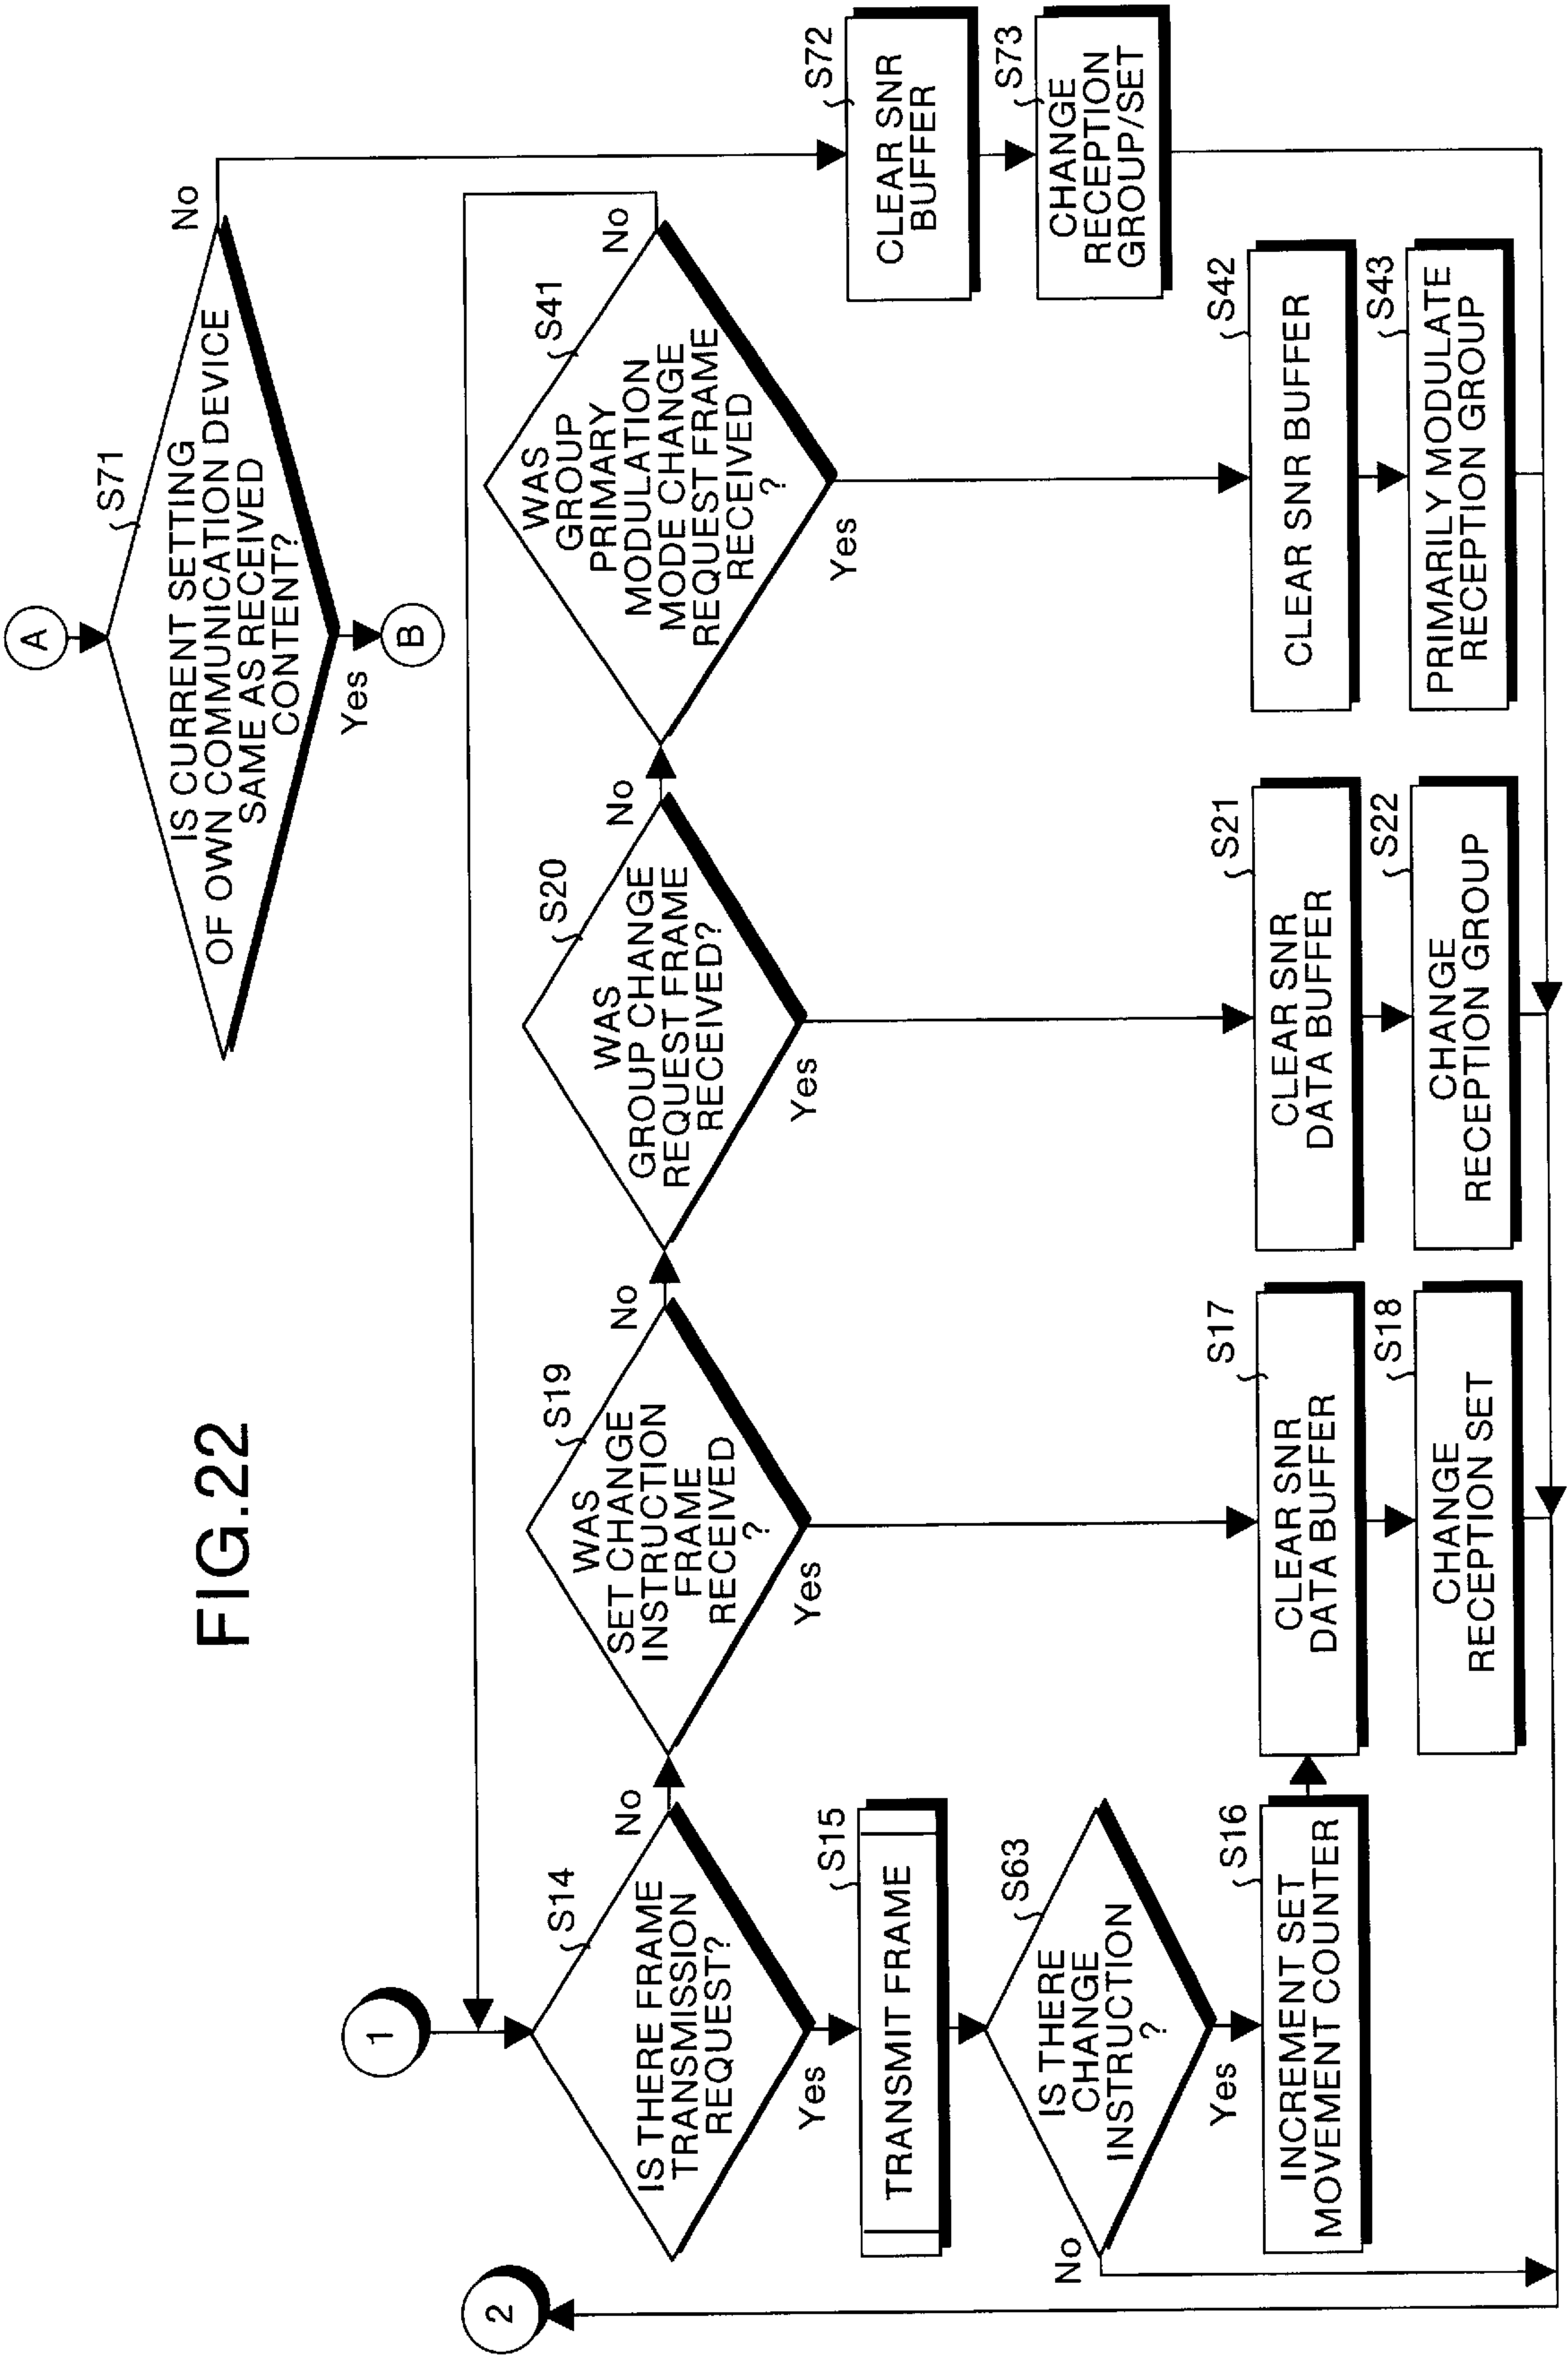 FIG.22
A
S71
IS CURRENT SETTING
OF OWN COMMUNICATION DEVICE
SAME AS RECEIVED
CONTENT?
No
Yes
B
1
S14
IS THERE FRAME
TRANSMISSION
REQUEST?
No
Yes
S19
WAS
SET CHANGE
INSTRUCTION
FRAME
RECEIVED
?
No
Yes
S20
WAS
GROUP CHANGE
REQUEST FRAME
RECEIVED?
No
Yes
S41
WAS
GROUP
PRIMARY
MODULATION
MODE CHANGE
REQUEST FRAME
RECEIVED
?
No
Yes
S15
TRANSMIT FRAME
S63
IS THERE
CHANGE
INSTRUCTION
?
No
Yes
S16
INCREMENT SET
MOVEMENT COUNTER
S17
CLEAR SNR
DATA BUFFER
S18
CHANGE
RECEPTION SET
S21
CLEAR SNR
DATA BUFFER
S22
CHANGE
RECEPTION GROUP
S42
CLEAR SNR BUFFER
S43
PRIMARILY MODULATE
RECEPTION GROUP
S72
CLEAR SNR
BUFFER
S73
CHANGE
RECEPTION
GROUP/SET
2